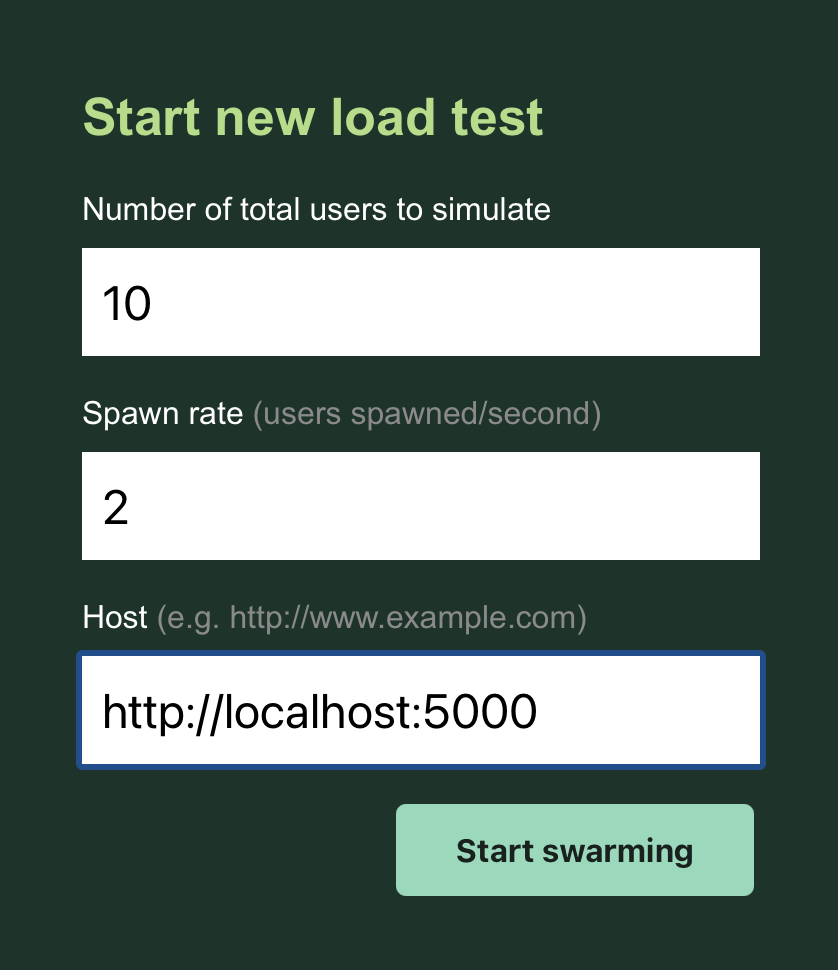 Start new load test
Number of total users to simulate
10
Spawn rate (users spawned/second)
2
Host (e.g. http://www.example.com)
http://localhost:5000
Start swarming